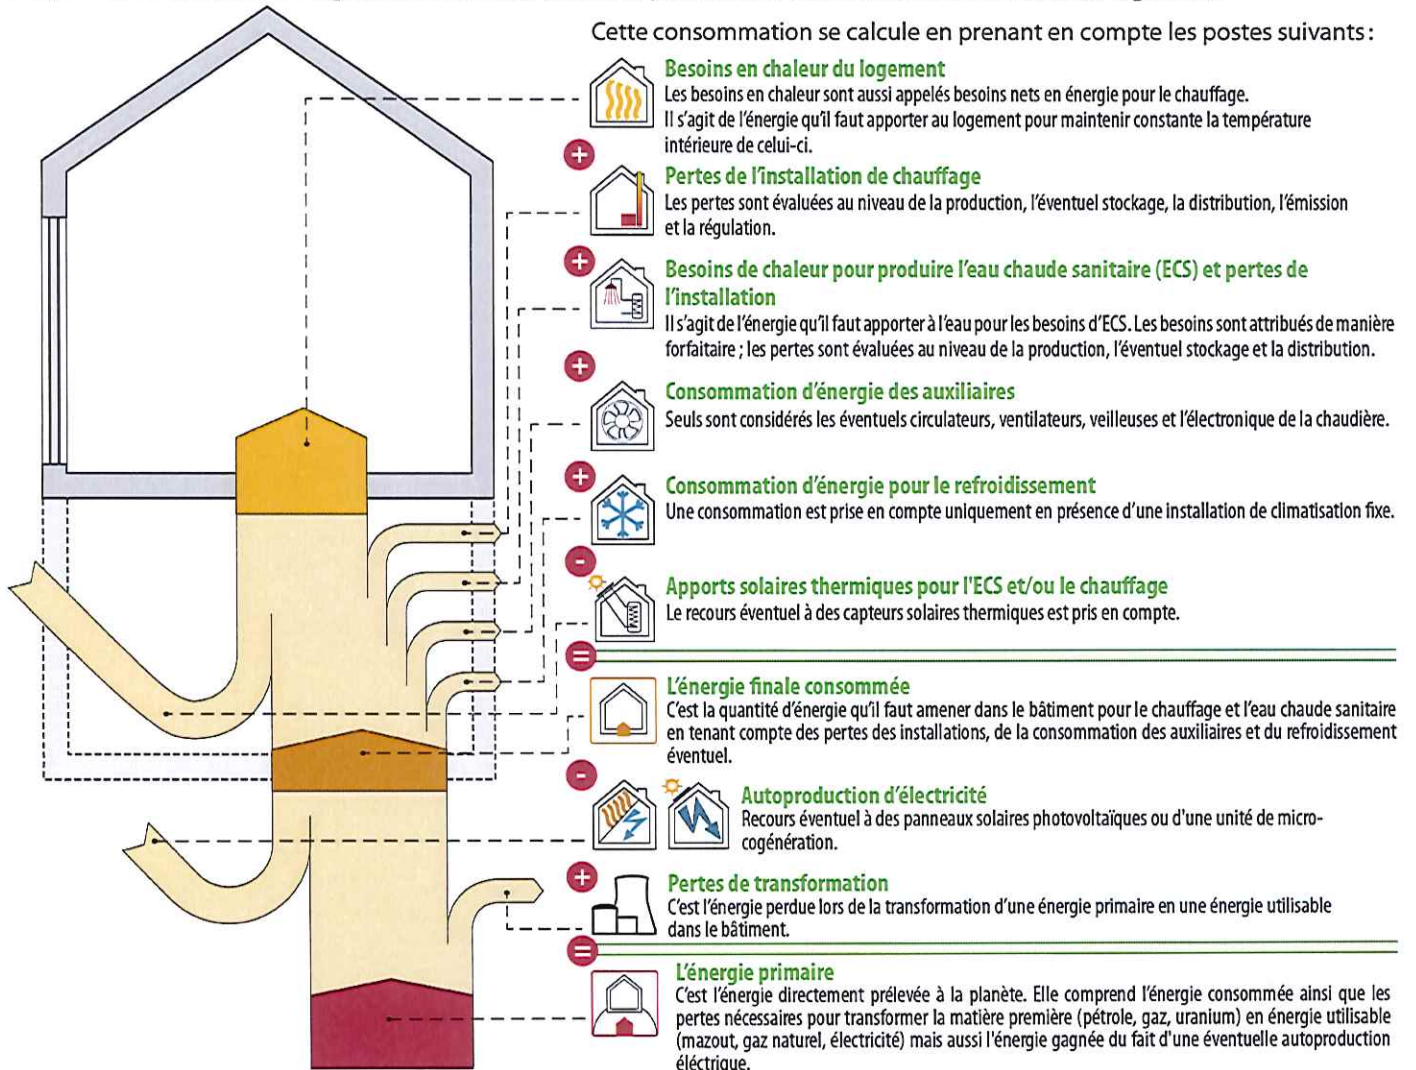 Cette consommation se calcule en prenant en compte les postes suivants :
Besoins en chaleur du logement
Les besoins en chaleur sont aussi appelés besoins nets en énergie pour le chauffage.
Il s'agit de l'énergie qu'il faut apporter au logement pour maintenir constante la température
intérieure de celui-ci.
+
Pertes de l'installation de chauffage
Les pertes sont évaluées au niveau de la production, l'éventuel stockage, la distribution, l'émission
et la régulation.
+
Besoins de chaleur pour produire l'eau chaude sanitaire (ECS) et pertes de
l'installation
Il s'agit de l'énergie qu'il faut apporter à l'eau pour les besoins d'ECS. Les besoins sont attribués de manière
forfaitaire ; les pertes sont évaluées au niveau de la production, l'éventuel stockage et la distribution.
+
Consommation d'énergie des auxiliaires
Seuls sont considérés les éventuels circulateurs, ventilateurs, veilleuses et l'électronique de la chaudière.
+
Consommation d'énergie pour le refroidissement
Une consommation est prise en compte uniquement en présence d'une installation de climatisation fixe.
-
Apports solaires thermiques pour l'ECS et/ou le chauffage
Le recours éventuel à des capteurs solaires thermiques est pris en compte.
=
L'énergie finale consommée
C'est la quantité d'énergie qu'il faut amener dans le bâtiment pour le chauffage et l'eau chaude sanitaire
en tenant compte des pertes des installations, de la consommation des auxiliaires et du refroidissement
éventuel.
-
Autoproduction d'électricité
Recours éventuel à des panneaux solaires photovoltaïques ou d'une unité de micro-
cogénération.
+
Pertes de transformation
C'est l'énergie perdue lors de la transformation d'une énergie primaire en une énergie utilisable
dans le bâtiment.
=
L'énergie primaire
C'est l'énergie directement prélevée à la planète. Elle comprend l'énergie consommée ainsi que les
pertes nécessaires pour transformer la matière première (pétrole, gaz, uranium) en énergie utilisable
(mazout, gaz naturel, électricité) mais aussi l'énergie gagnée du fait d'une éventuelle autoproduction
éléctrique.